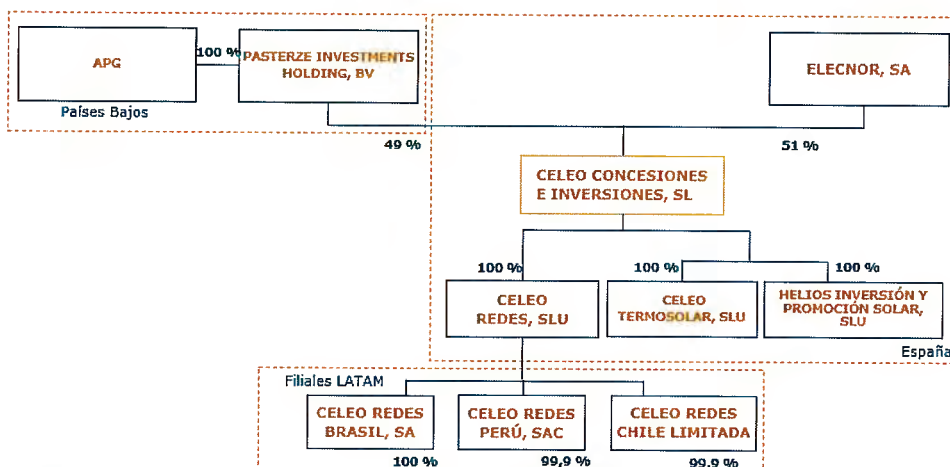 APG
100 %
PASTERZE INVESTMENTS
HOLDING, BV
ELECNOR, SA
Países Bajos
49 %
51 %
CELEO CONCESIONES
E INVERSIONES, SL
100 %
100 %
100 %
CELEO
REDES, SLU
CELEO
TERMOSOLAR, SLU
HELIOS INVERSIÓN Y
PROMOCIÓN SOLAR,
SLU
España
Filiales LATAM
CELEO REDES
BRASIL, SA
CELEO REDES
PERÚ, SAC
CELEO REDES
CHILE LIMITADA
100 %
99,9 %
99,9 %